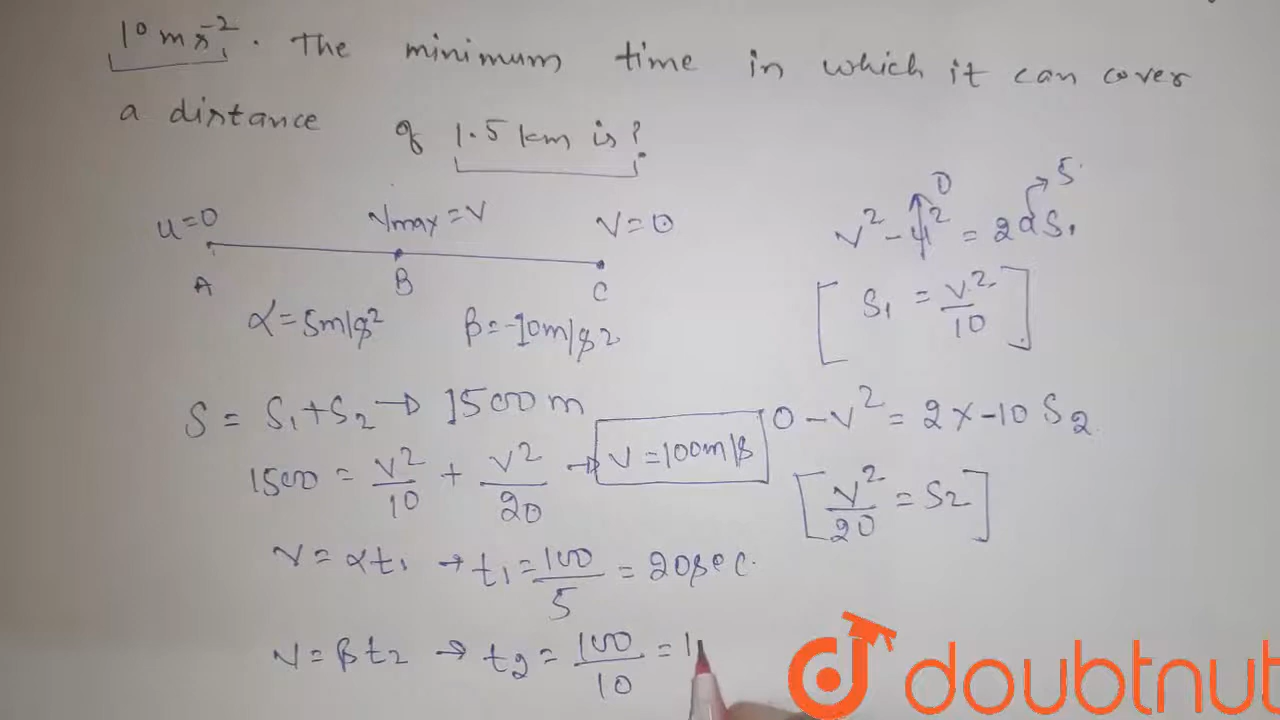 10 m s⁻². The minimum time in which it can cover
a distance of 1.5 km is?
u=0 Vmax = V V=0
A B C
α=5m/s² β=-10m/s²
V² - u² = 2αS₁
0 5
[S₁ = V²/10]
S = S₁+S₂ → 1500 m
0 - V² = 2 × -10 S₂
1500 = V²/10 + V²/20 → V = 100m/s
[V²/20 = S₂]
V = αt₁ → t₁ = 100/5 = 20sec.
V = βt₂ → t₂ = 100/10 = 1
doubtnut